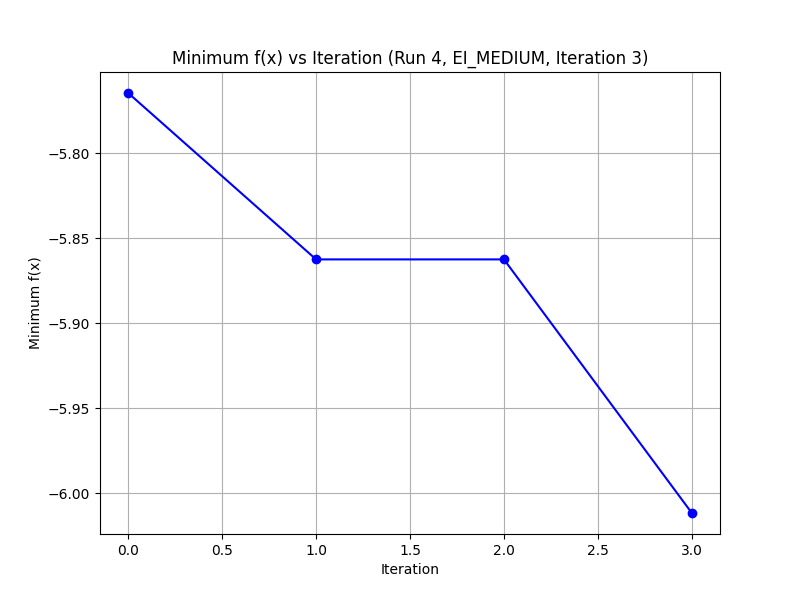 Minimum f(x) vs Iteration (Run 4, EI_MEDIUM, Iteration 3)
−5.80
−5.85
−5.90
−5.95
−6.00
Minimum f(x)
0.0 0.5 1.0 1.5 2.0 2.5 3.0
Iteration